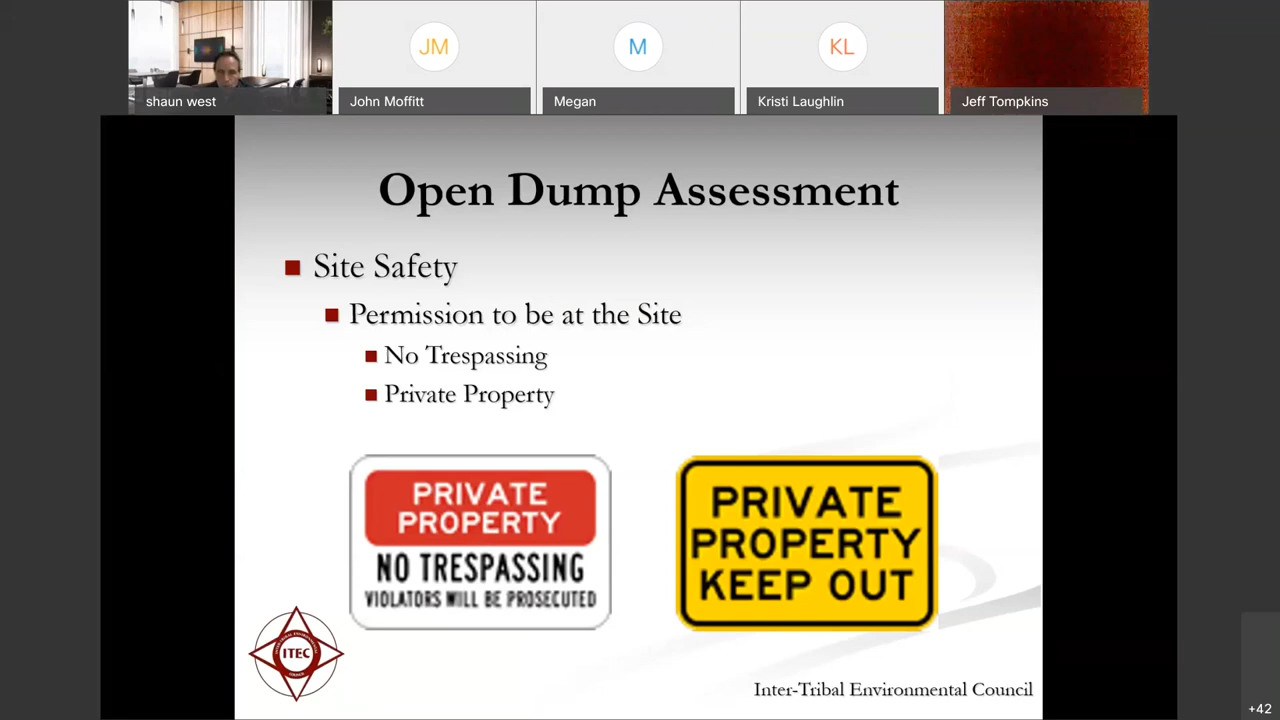 JM
M
KL
shaun west
John Moffitt
Megan
Kristi Laughlin
Jeff Tompkins
Open Dump Assessment
Site Safety
Permission to be at the Site
No Trespassing
Private Property
PRIVATE
PROPERTY
NO TRESPASSING
VIOLATORS WILL BE PROSECUTED
PRIVATE
PROPERTY
KEEP OUT
ITEC
Inter-Tribal Environmental Council
+42